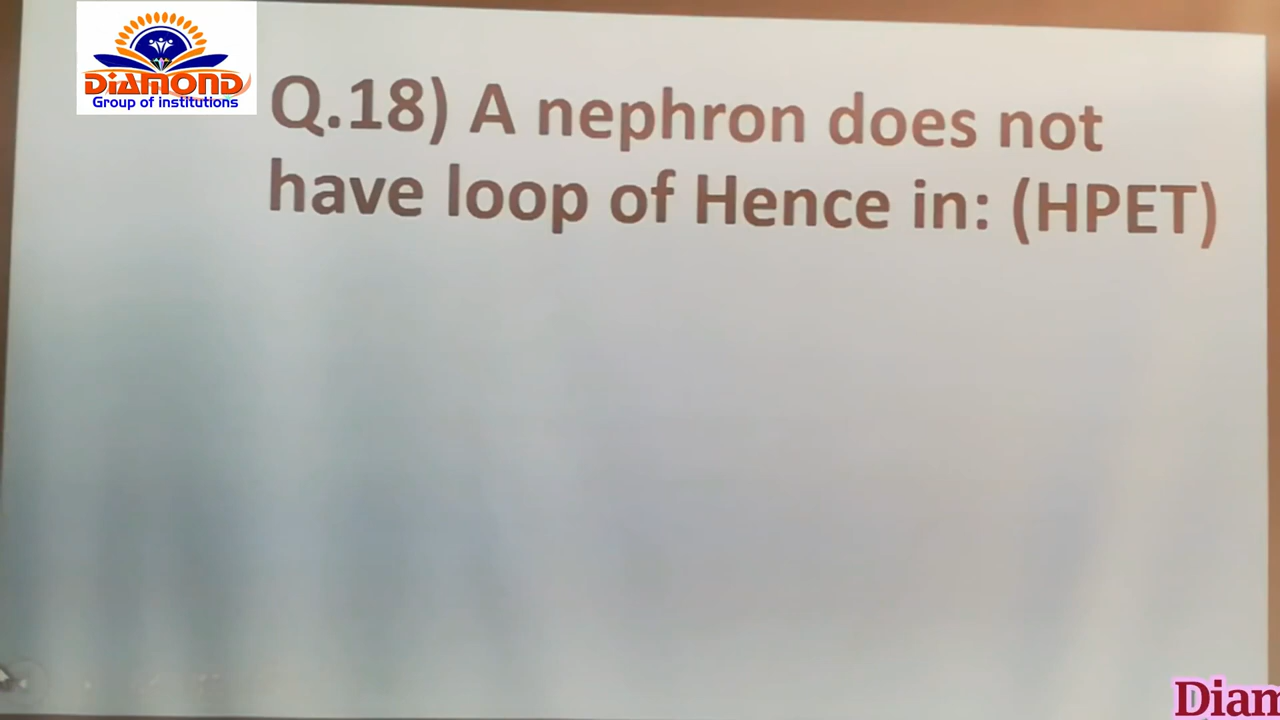 DIAMOND
Group of institutions
Q.18) A nephron does not
have loop of Hence in: (HPET)
Diam